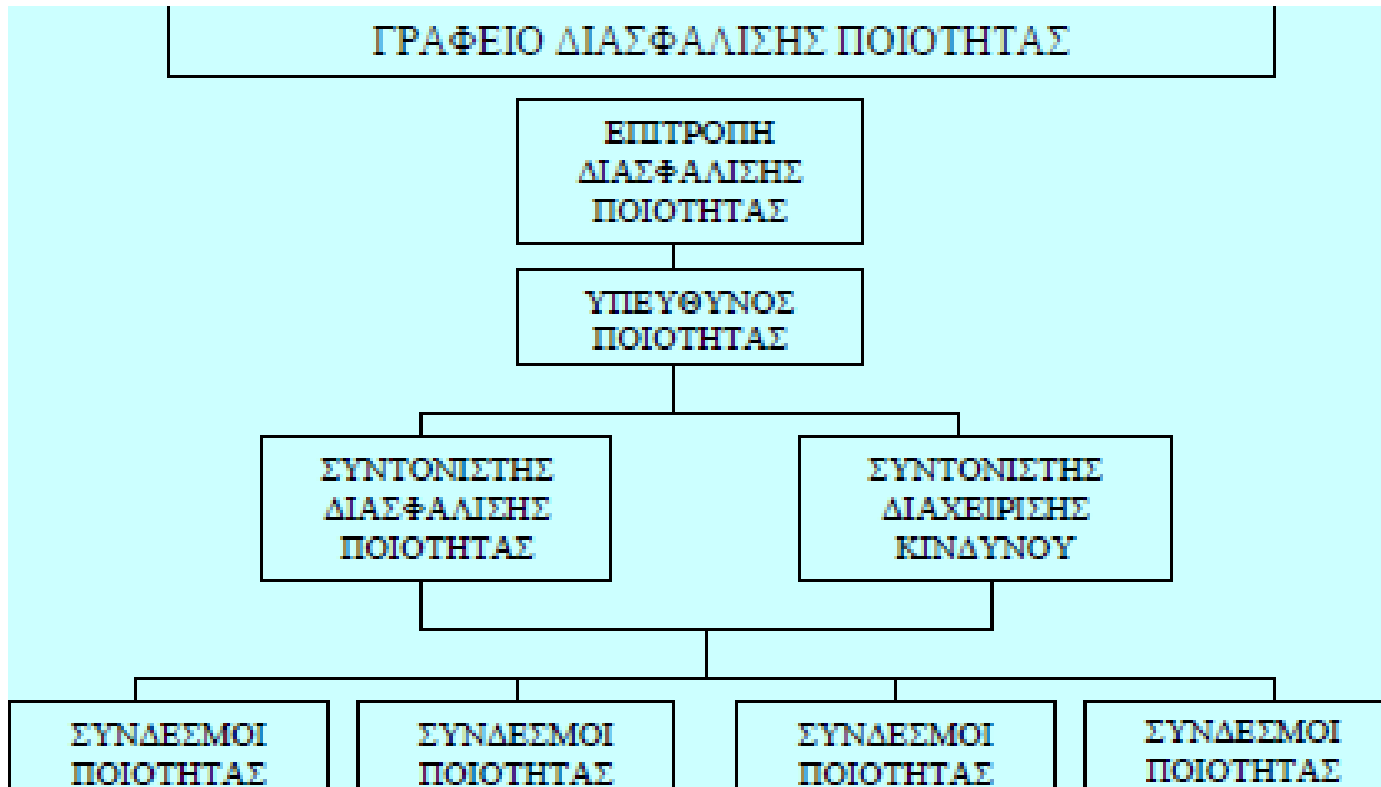 ΓΡΑΦΕΙΟ ΔΙΑΣΦΑΛΙΣΗΣ ΠΟΙΟΤΗΤΑΣ
ΕΠΙΤΡΟΠΗ
ΔΙΑΣΦΑΛΙΣΗΣ
ΠΟΙΟΤΗΤΑΣ
ΥΠΕΥΘΥΝΟΣ
ΠΟΙΟΤΗΤΑΣ
ΣΥΝΤΟΝΙΣΤΗΣ
ΔΙΑΣΦΑΛΙΣΗΣ
ΠΟΙΟΤΗΤΑΣ
ΣΥΝΤΟΝΙΣΤΗΣ
ΔΙΑΧΕΙΡΙΣΗΣ
ΚΙΝΔΥΝΟΥ
ΣΥΝΔΕΣΜΟΙ
ΠΟΙΟΤΗΤΑΣ
ΣΥΝΔΕΣΜΟΙ
ΠΟΙΟΤΗΤΑΣ
ΣΥΝΔΕΣΜΟΙ
ΠΟΙΟΤΗΤΑΣ
ΣΥΝΔΕΣΜΟΙ
ΠΟΙΟΤΗΤΑΣ